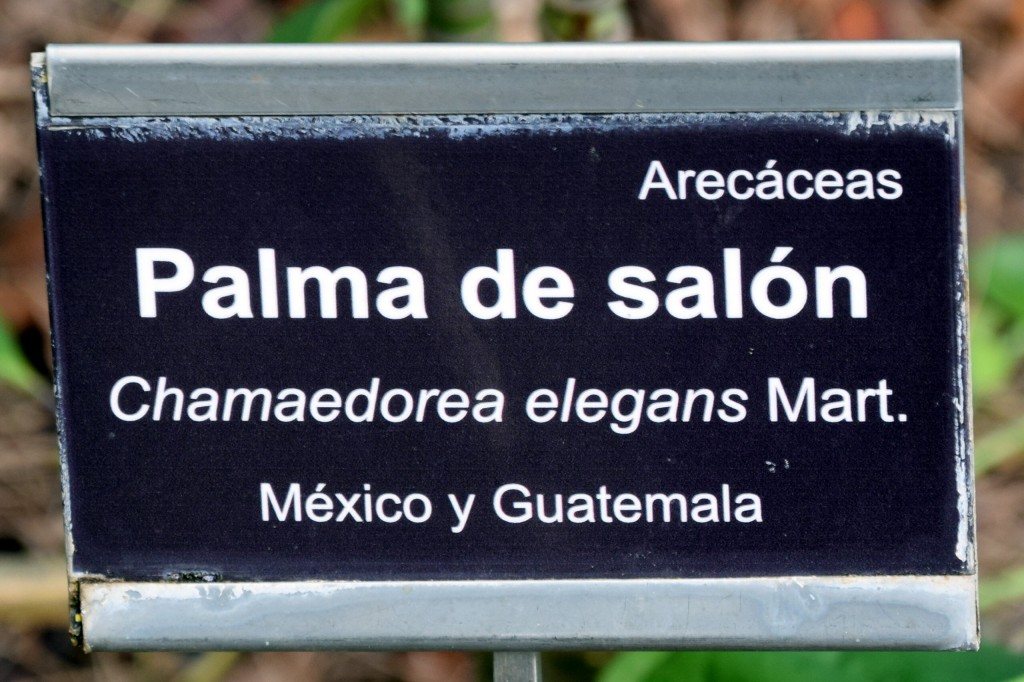 Arecáceas
Palma de salón
Chamaedorea elegans Mart.
México y Guatemala